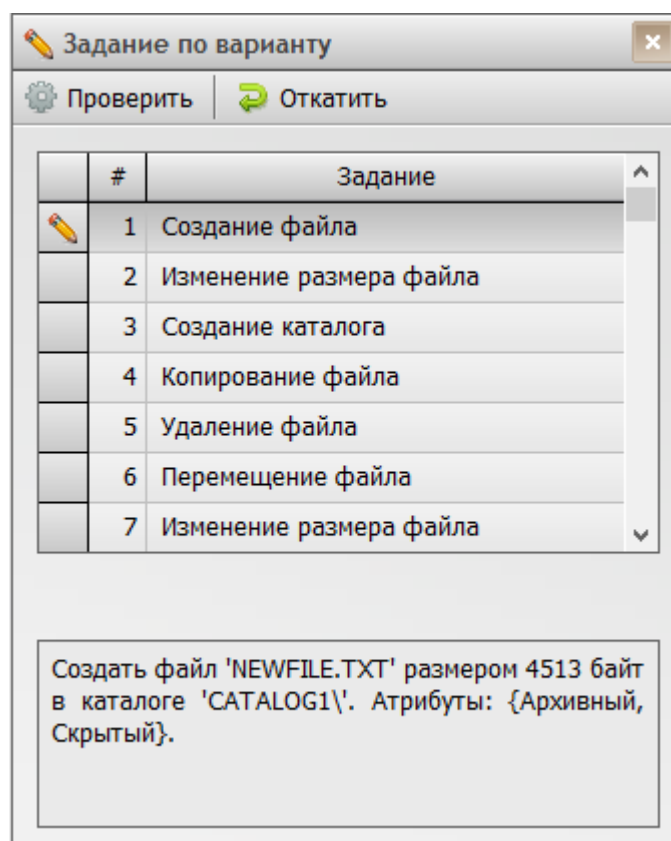 Задание по варианту
Проверить Откатить
# Задание
1 Создание файла
2 Изменение размера файла
3 Создание каталога
4 Копирование файла
5 Удаление файла
6 Перемещение файла
7 Изменение размера файла
Создать файл 'NEWFILE.TXT' размером 4513 байт
в каталоге 'CATALOG1\'. Атрибуты: {Архивный,
Скрытый}.